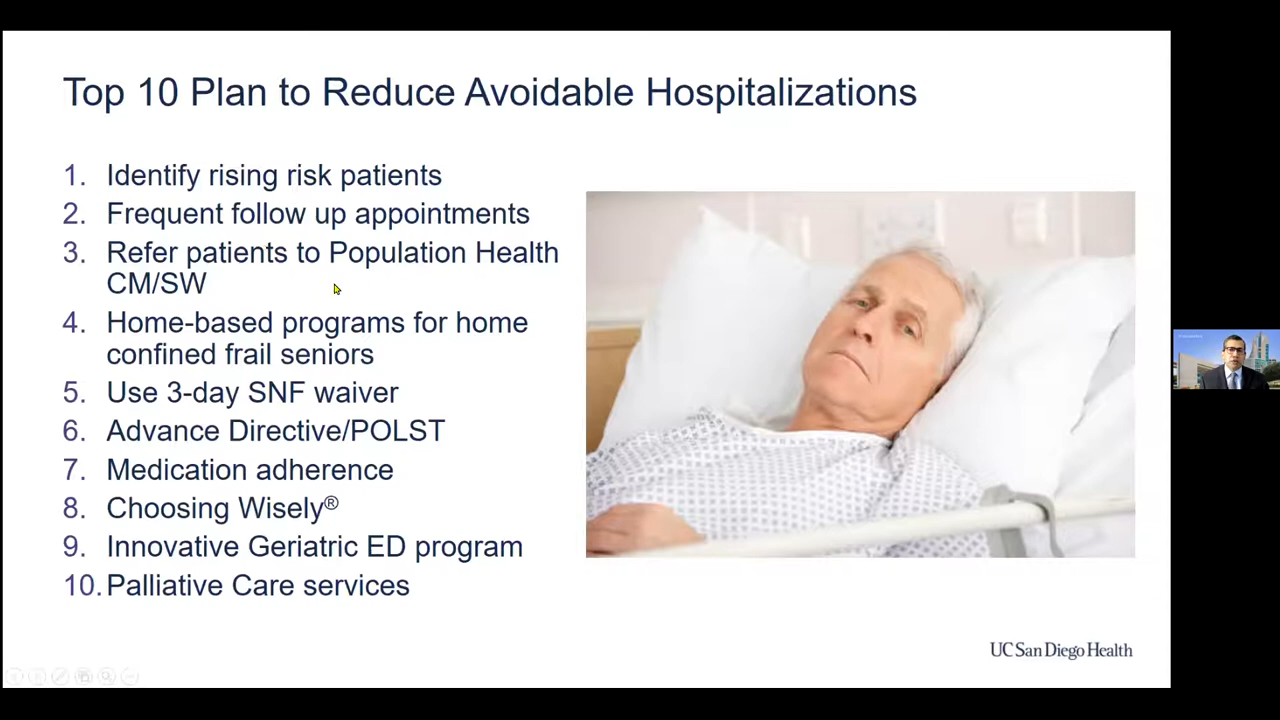 Top 10 Plan to Reduce Avoidable Hospitalizations
1. Identify rising risk patients
2. Frequent follow up appointments
3. Refer patients to Population Health
CM/SW
4. Home-based programs for home
confined frail seniors
5. Use 3-day SNF waiver
6. Advance Directive/POLST
7. Medication adherence
8. Choosing Wisely®
9. Innovative Geriatric ED program
10. Palliative Care services
UC San Diego Health